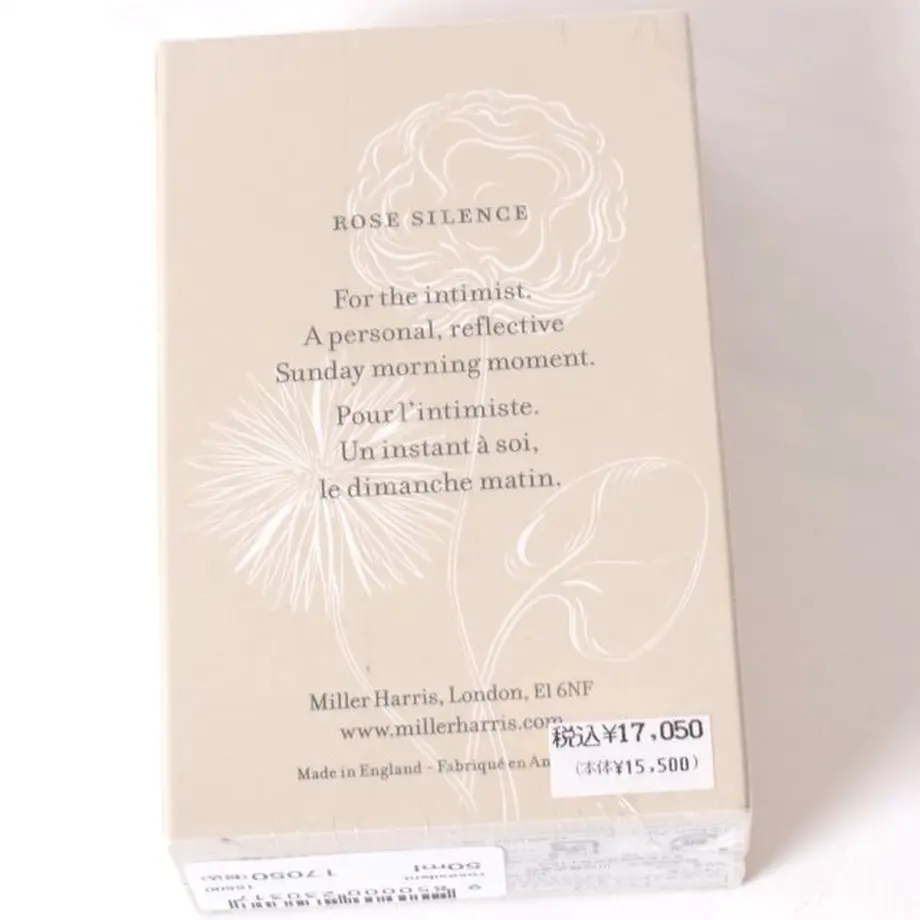 ROSE SILENCE
For the intimist.
A personal, reflective
Sunday morning moment.
Pour l'intimiste.
Un instant à soi,
le dimanche matin.
Miller Harris, London, E1 6NF
www.millerharris.com
税込¥17,050
(本体¥15,500)
Made in England - Fabriqué en An
50ml